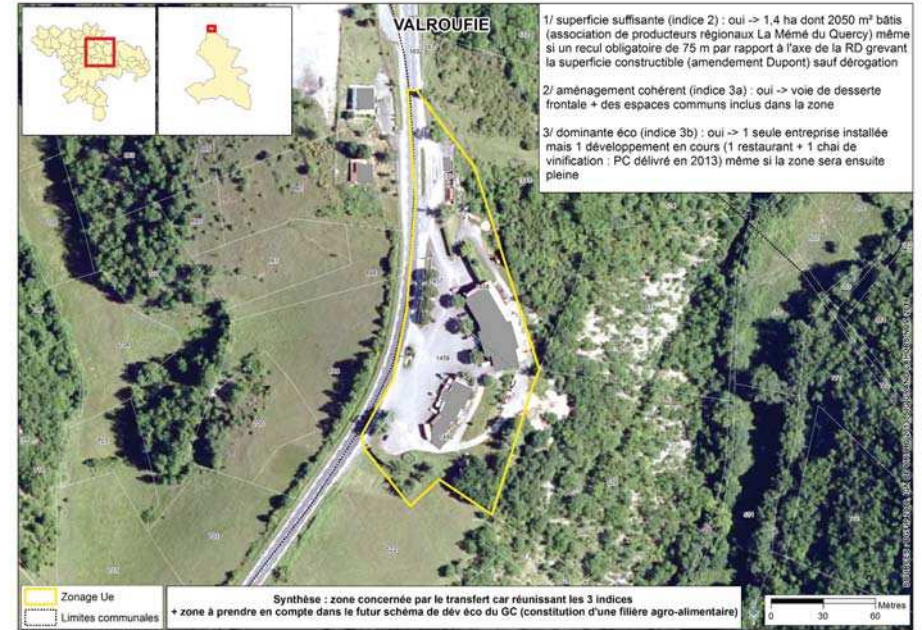 VALROUFIE
1/ superficie suffisante (indice 2) : oui -> 1,4 ha dont 2050 m² bâtis
(association de producteurs régionaux La Mémé du Quercy) même
si un recul obligatoire de 75 m par rapport à l'axe de la RD grevant
la superficie constructible (amendement Dupont) sauf dérogation
2/ aménagement cohérent (indice 3a) : oui -> voie de desserte
frontale + des espaces communs inclus dans la zone
3/ dominante éco (indice 3b) : oui -> 1 seule entreprise installée
mais 1 développement en cours (1 restaurant + 1 chai de
vinification : PC délivré en 2013) même si la zone sera ensuite
pleine
Zonage Ue
Limites communales
Synthèse : zone concernée par le transfert car réunissant les 3 indices
+ zone à prendre en compte dans le futur schéma de dév éco du GC (constitution d'une filière agro-alimentaire)
Mètres
0 30 60